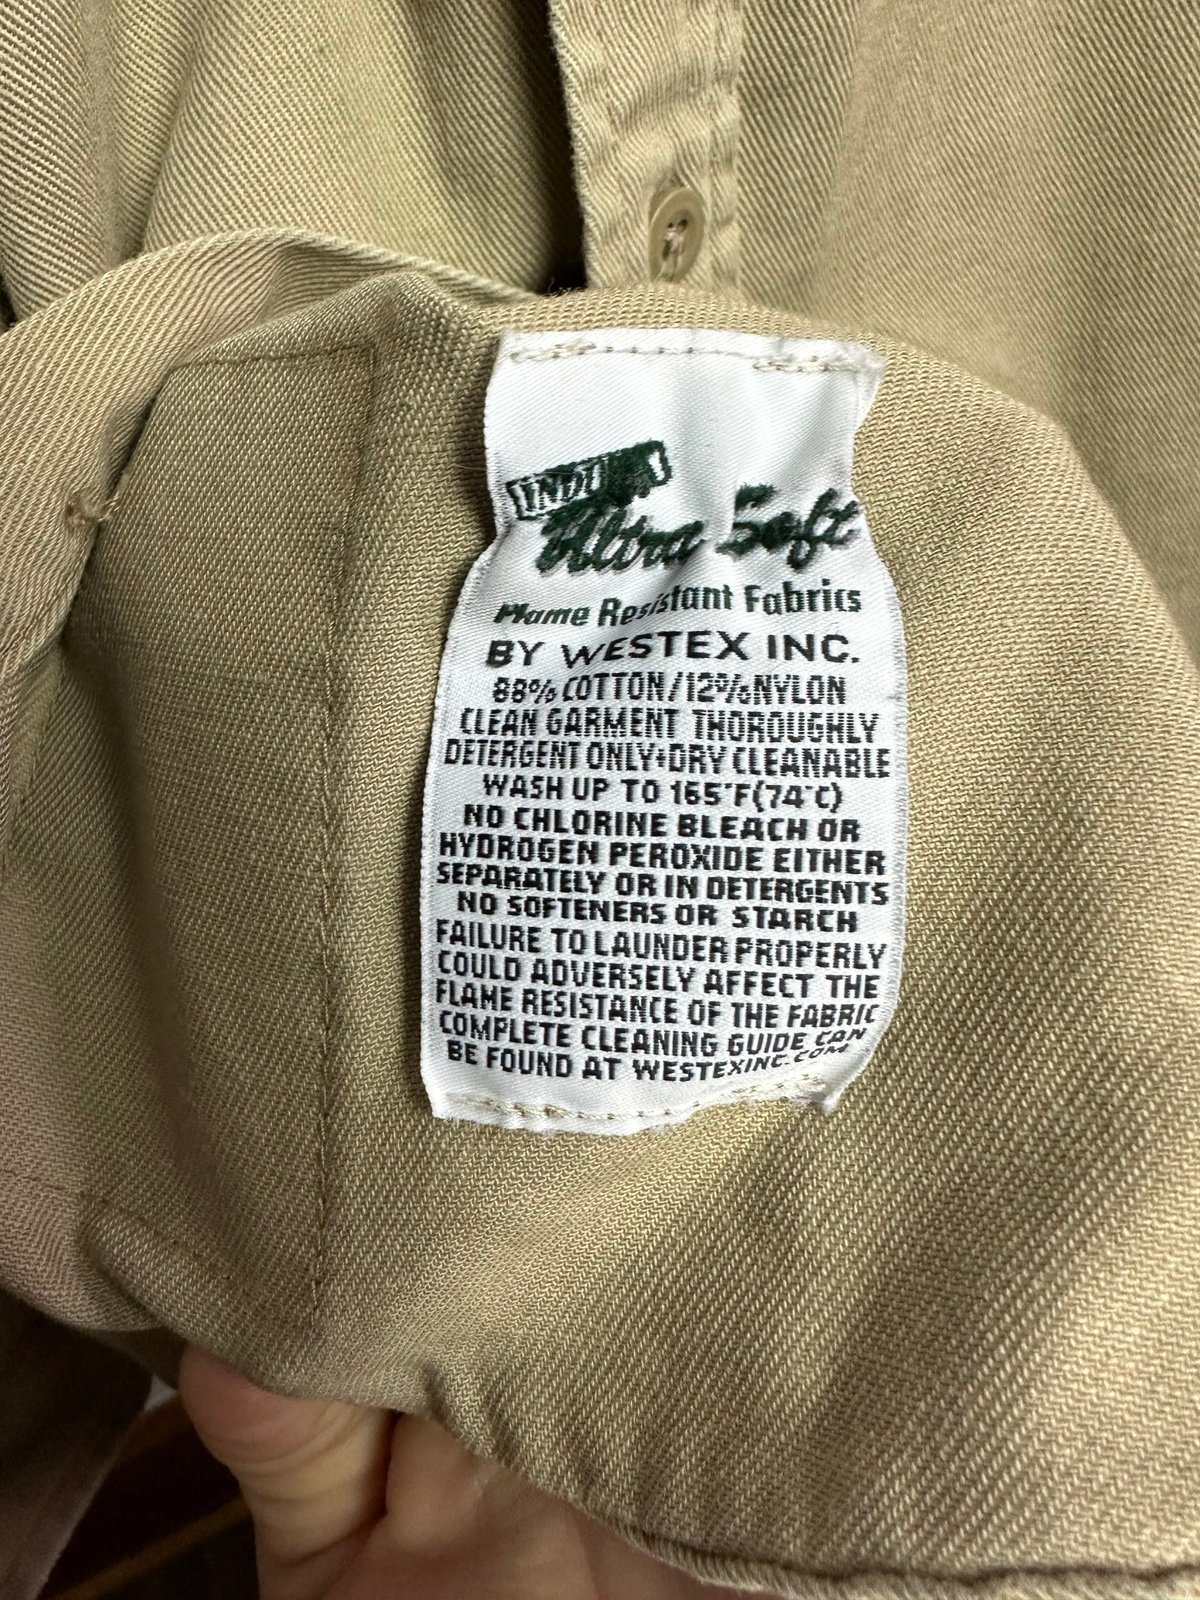 Ultra Soft
Flame Resistant Fabrics
BY WESTEX INC.
88% COTTON/12% NYLON
CLEAN GARMENT THOROUGHLY
DETERGENT ONLY•DRY CLEANABLE
WASH UP TO 165°F(74°C)
NO CHLORINE BLEACH OR
HYDROGEN PEROXIDE EITHER
SEPARATELY OR IN DETERGENTS
NO SOFTENERS OR STARCH
FAILURE TO LAUNDER PROPERLY
COULD ADVERSELY AFFECT THE
FLAME RESISTANCE OF THE FABRIC
COMPLETE CLEANING GUIDE CAN
BE FOUND AT WESTEXINC.COM